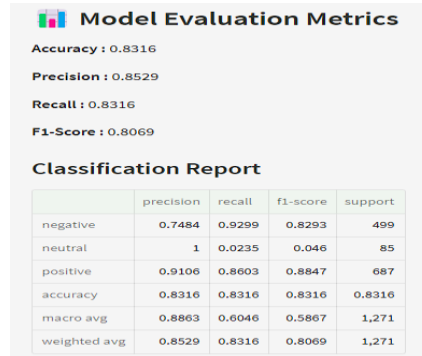 Model Evaluation Metrics
Accuracy : 0.8316
Precision : 0.8529
Recall : 0.8316
F1-Score : 0.8069
Classification Report
precision recall f1-score support
negative 0.7484 0.9299 0.8293 499
neutral 1 0.0235 0.046 85
positive 0.9106 0.8603 0.8847 687
accuracy 0.8316 0.8316 0.8316 0.8316
macro avg 0.8863 0.6046 0.5867 1,271
weighted avg 0.8529 0.8316 0.8069 1,271